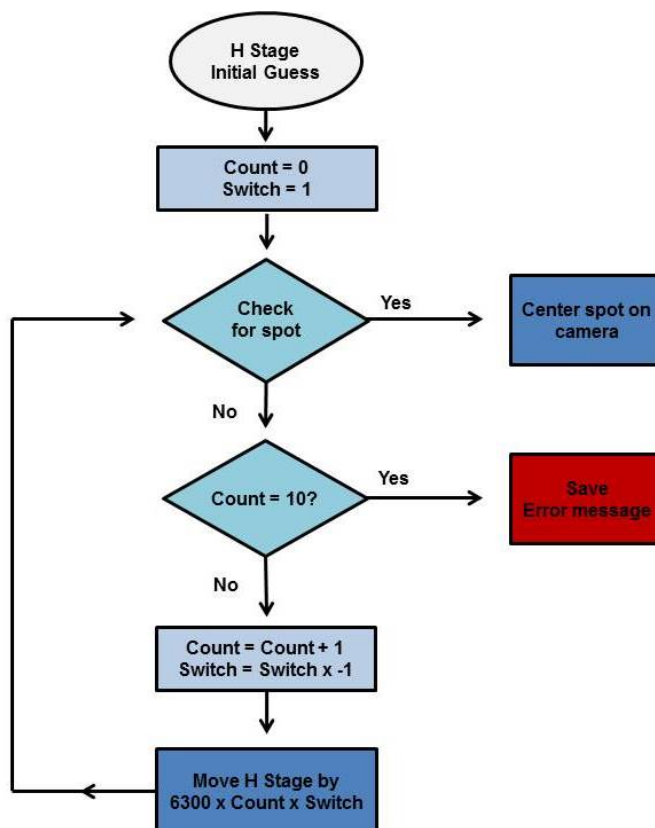 H Stage
Initial Guess
Count = 0
Switch = 1
Check
for spot
Yes
Center spot on
camera
No
Count = 10?
Yes
Save
Error message
No
Count = Count + 1
Switch = Switch x -1
Move H Stage by
6300 x Count x Switch